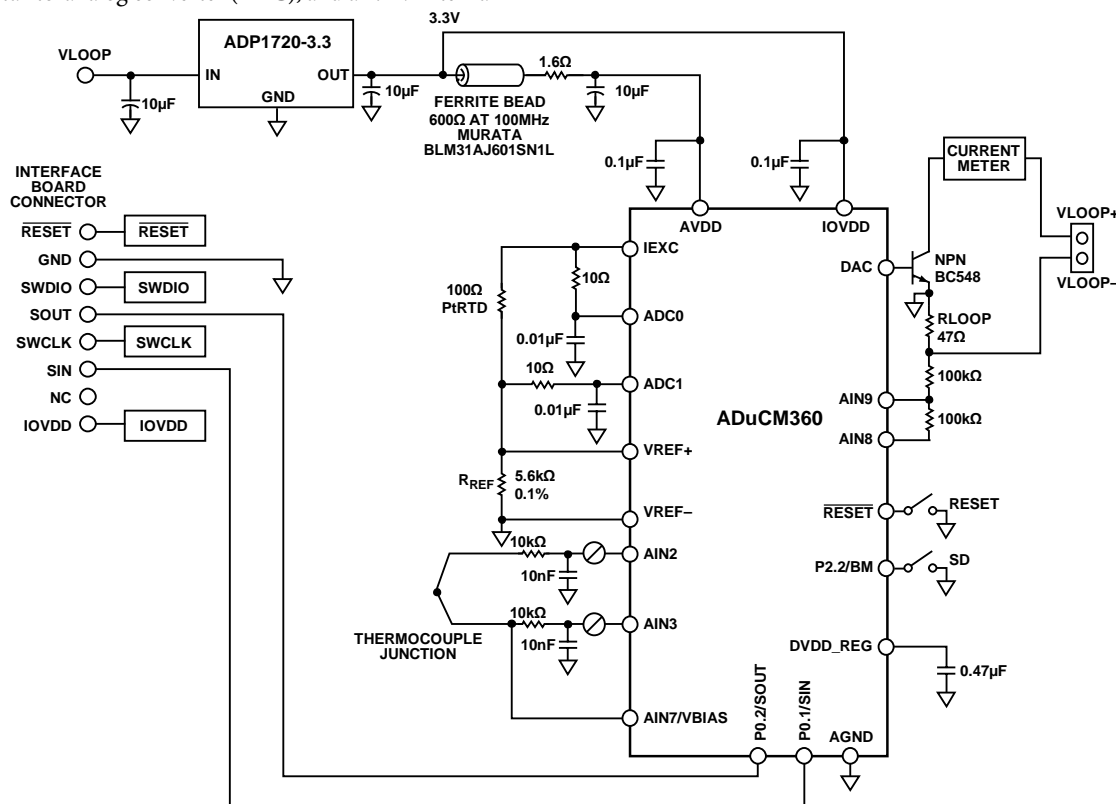 3.3V
VLOOP
ADP1720-3.3
IN
OUT
GND
10µF
10µF
1.6Ω
10µF
FERRITE BEAD
600Ω AT 100MHz
MURATA
BLM31AJ601SN1L
0.1µF
0.1µF
CURRENT
METER
INTERFACE
BOARD
CONNECTOR
RESET
RESET
GND
SWDIO
SWDIO
SOUT
SWCLK
SWCLK
SIN
NC
IOVDD
IOVDD
AVDD
IOVDD
VLOOP+
VLOOP–
IEXC
100Ω
PtRTD
10Ω
ADC0
0.01µF
10Ω
ADC1
0.01µF
VREF+
RREF
5.6kΩ
0.1%
VREF–
10kΩ
AIN2
10nF
10kΩ
AIN3
10nF
THERMOCOUPLE
JUNCTION
AIN7/VBIAS
ADuCM360
DAC
NPN
BC548
RLOOP
47Ω
100kΩ
AIN9
100kΩ
AIN8
RESET
RESET
P2.2/BM
SD
DVDD_REG
0.47µF
P0.2/SOUT
P0.1/SIN
AGND